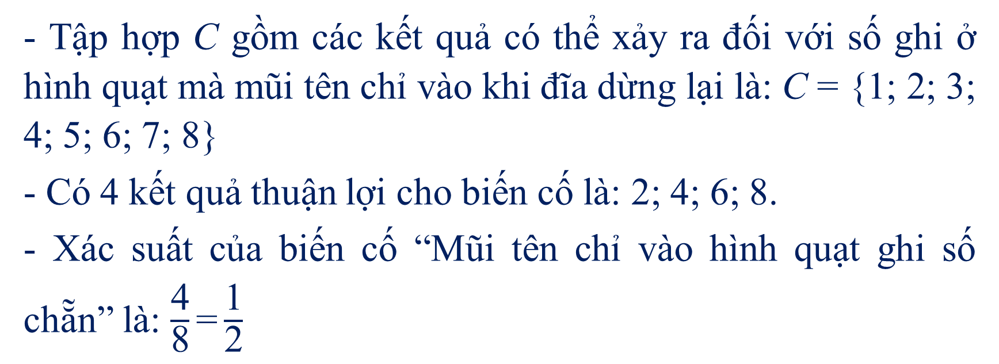 - Tập hợp C gồm các kết quả có thể xảy ra đối với số ghi ở
hình quạt mà mũi tên chỉ vào khi đĩa dừng lại là: C = {1; 2; 3;
4; 5; 6; 7; 8}
- Có 4 kết quả thuận lợi cho biến cố là: 2; 4; 6; 8.
- Xác suất của biến cố “Mũi tên chỉ vào hình quạt ghi số
chẵn” là: 4/8 = 1/2